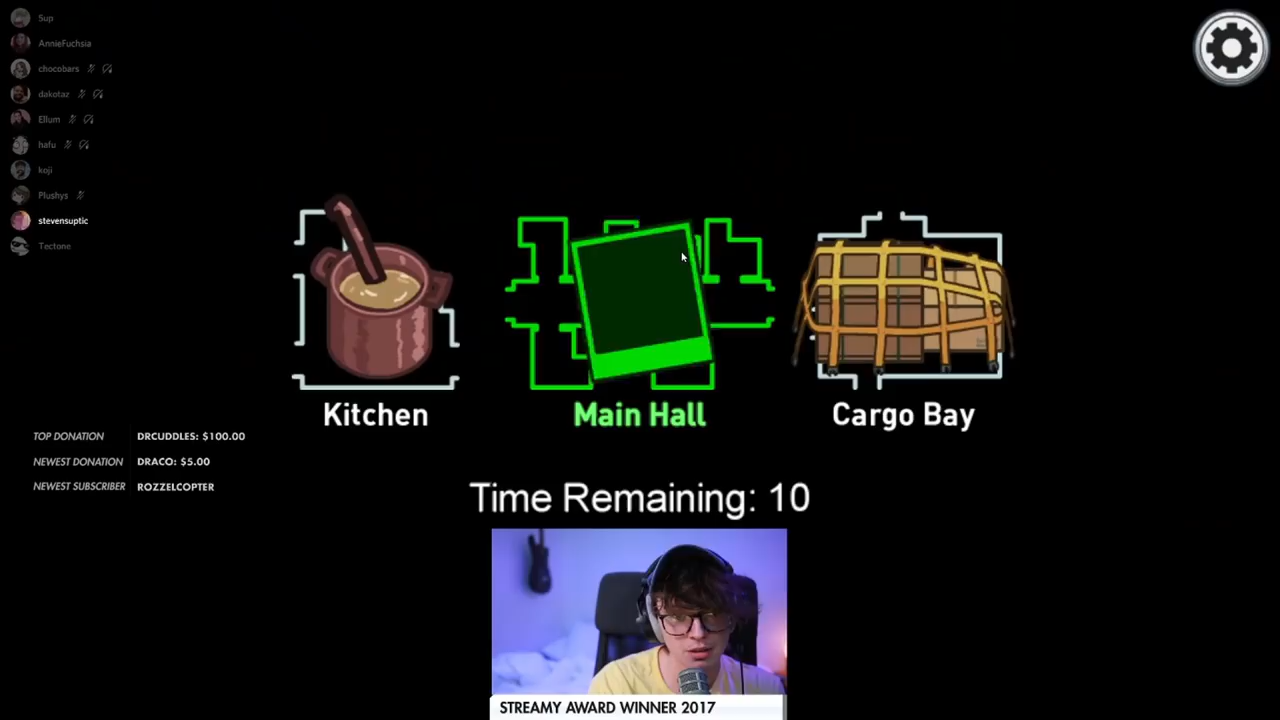 Sup
AnnieFuchsia
chocobars
dakotaz
Ellum
hafu
koji
Plushys
stevensuptic
Tectone
Kitchen
Main Hall
Cargo Bay
TOP DONATION DRCUDDLES: $100.00
NEWEST DONATION DRACO: $5.00
NEWEST SUBSCRIBER ROZZELCOPTER
Time Remaining: 10
STREAMY AWARD WINNER 2017